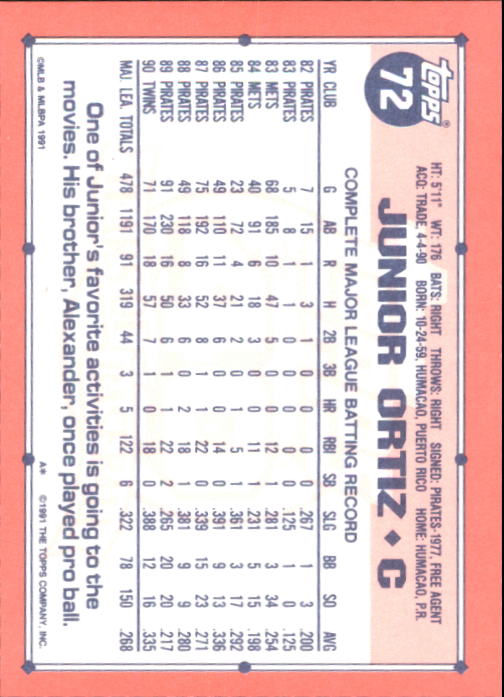 topps®
72
HT: 5'11" WT: 176 BATS: RIGHT THROWS: RIGHT SIGNED: PIRATES-1977, FREE AGENT
ACQ: TRADE, 4-4-90 BORN: 10-24-59, HUMACAO, PUERTO RICO HOME: HUMACAO, P.R.
JUNIOR ORTIZ ♦ C
COMPLETE MAJOR LEAGUE BATTING RECORD
YR CLUB G AB R H 2B 3B HR RBI SB SLG BB SO AVG
82 PIRATES 7 15 1 3 1 0 0 0 0 .267 1 3 .200
83 PIRATES 5 8 1 1 0 0 0 0 0 .125 1 0 .125
83 METS 68 185 10 47 5 0 0 12 1 .281 3 34 .254
84 METS 40 91 6 18 3 0 0 11 1 .231 5 15 .198
85 PIRATES 23 72 4 21 2 0 1 5 1 .361 3 17 .292
86 PIRATES 49 110 11 37 6 0 0 14 0 .391 9 13 .336
87 PIRATES 75 192 16 52 8 1 1 22 0 .339 15 23 .271
88 PIRATES 49 118 8 33 6 0 2 18 1 .381 9 9 .280
89 PIRATES 91 230 16 50 6 1 1 22 2 .265 20 20 .217
90 TWINS 71 170 18 57 7 1 0 18 0 .388 12 16 .335
MAJ. LEA. TOTALS 478 1191 91 319 44 3 5 122 6 .322 78 150 .268
One of Junior's favorite activities is going to the
movies. His brother, Alexander, once played pro ball.
©MLB & MLBPA 1991 A* ©1991 THE TOPPS COMPANY, INC.